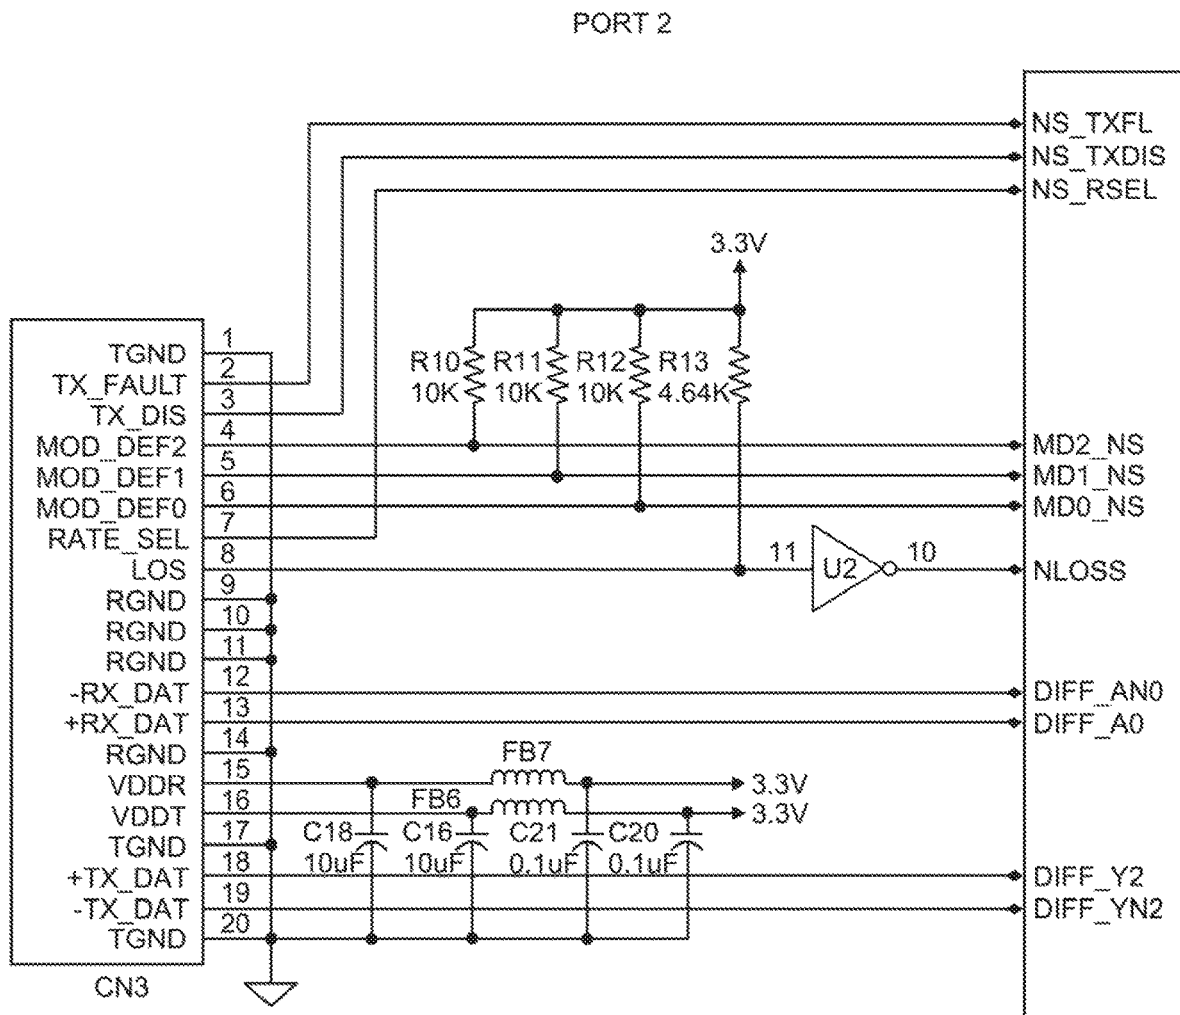 PORT 2
NS_TXFL
NS_TXDIS
NS_RSEL
3.3V
R10 R11 R12 R13
10K 10K 10K 4.64K
TGND 1
TX_FAULT 2
TX_DIS 3
MOD_DEF2 4 MD2_NS
MOD_DEF1 5 MD1_NS
MOD_DEF0 6 MD0_NS
RATE_SEL 7
LOS 8 11 U2 10 NLOSS
RGND 9
RGND 10
RGND 11
-RX_DAT 12 DIFF_AN0
+RX_DAT 13 DIFF_A0
RGND 14
FB7
VDDR 15 3.3V
FB6
VDDT 16 3.3V
TGND 17
C18 C16 C21 C20
10uF 10uF 0.1uF 0.1uF
+TX_DAT 18 DIFF_Y2
-TX_DAT 19 DIFF_YN2
TGND 20
CN3